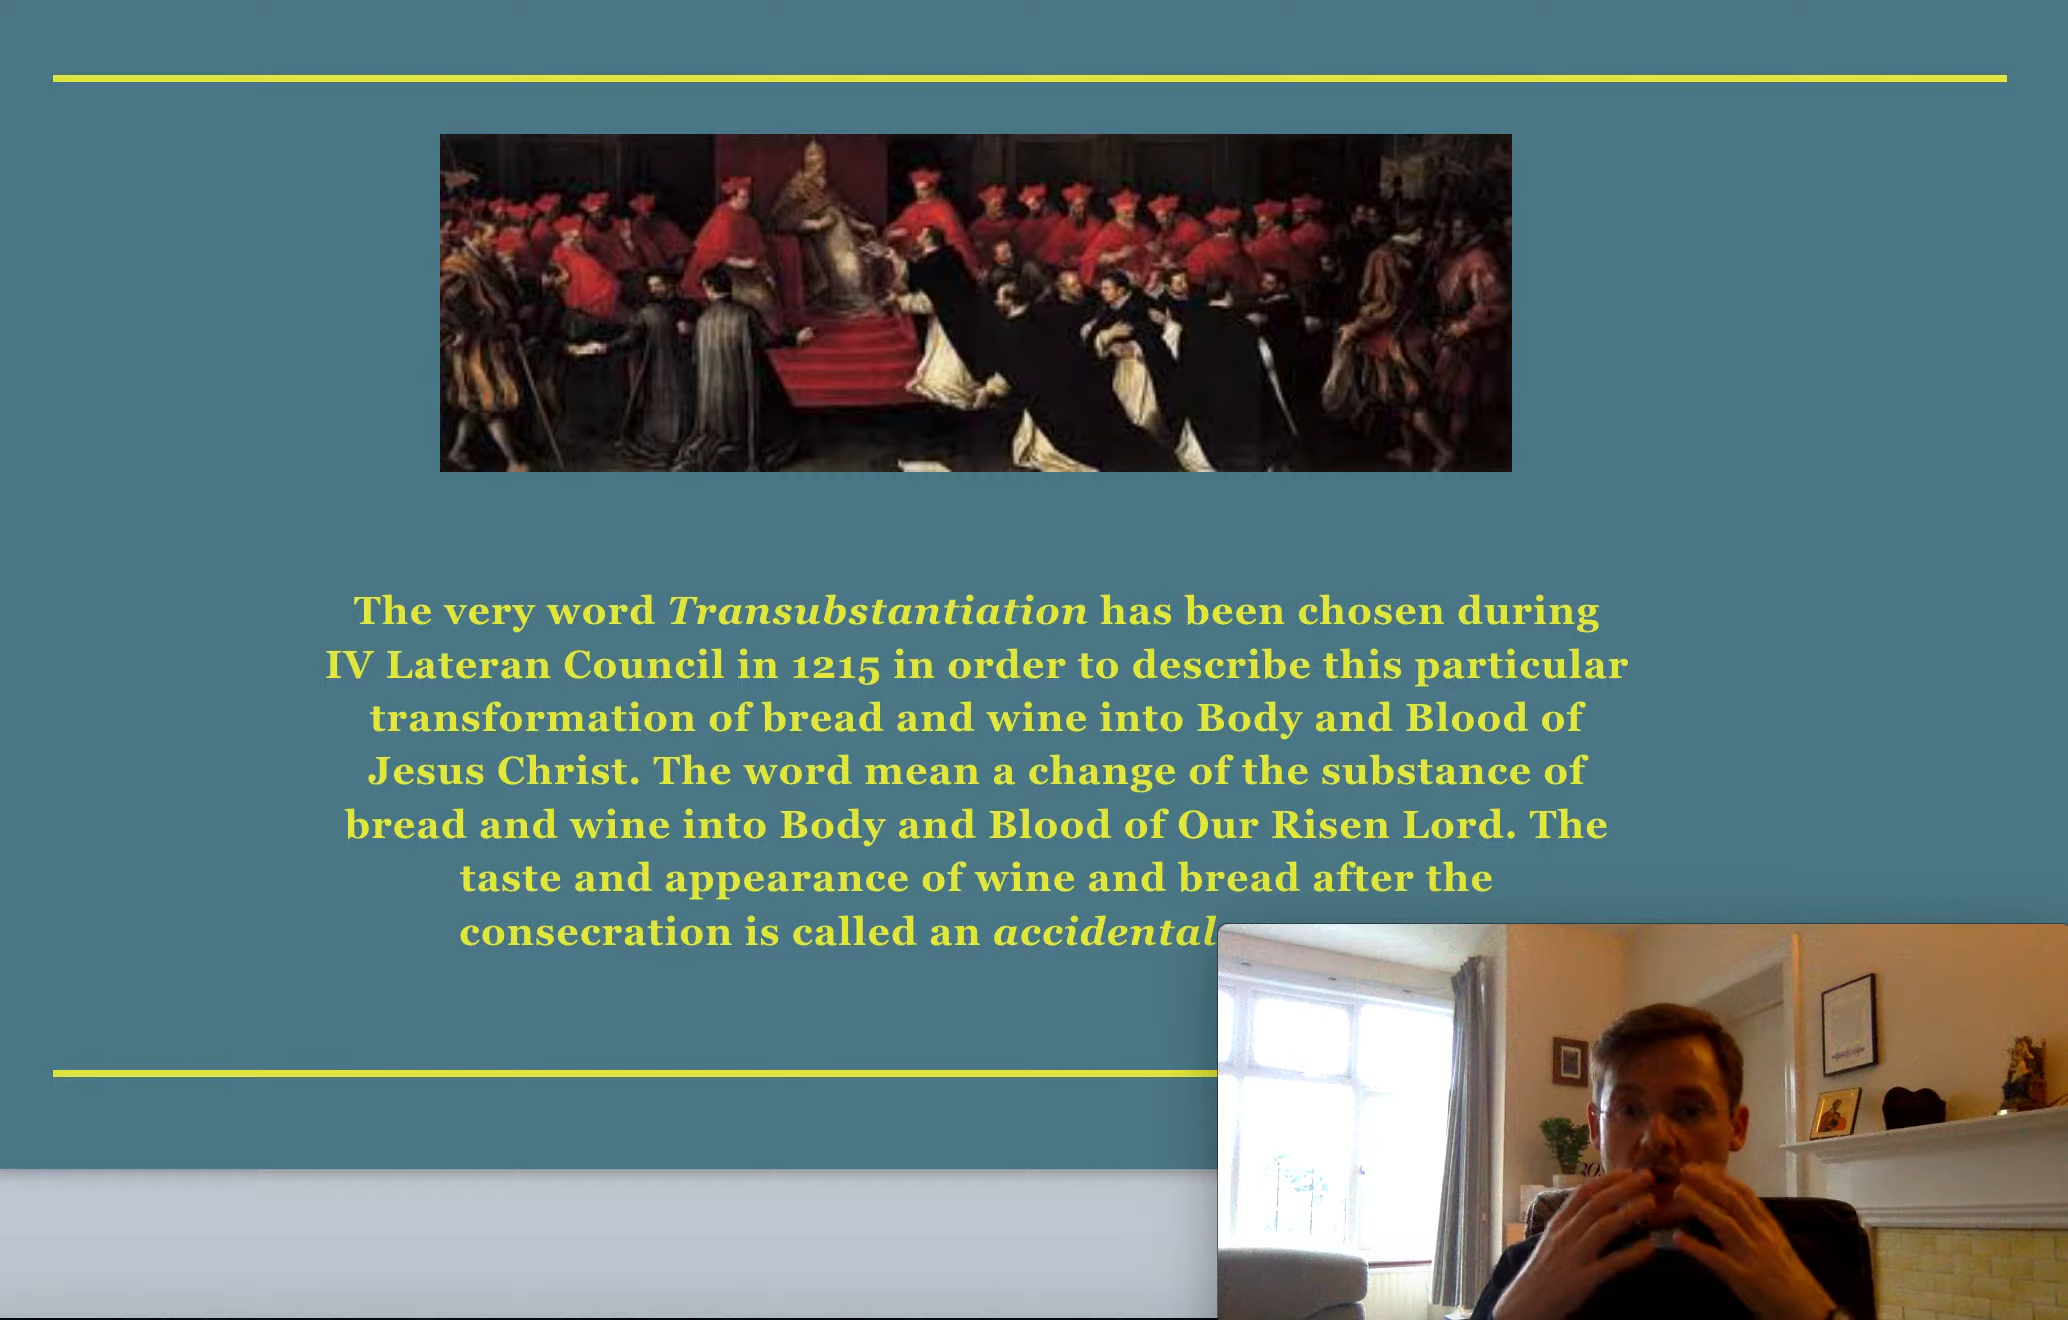 The very word Transubstantiation has been chosen during
IV Lateran Council in 1215 in order to describe this particular
transformation of bread and wine into Body and Blood of
Jesus Christ. The word mean a change of the substance of
bread and wine into Body and Blood of Our Risen Lord. The
taste and appearance of wine and bread after the
consecration is called an accidental